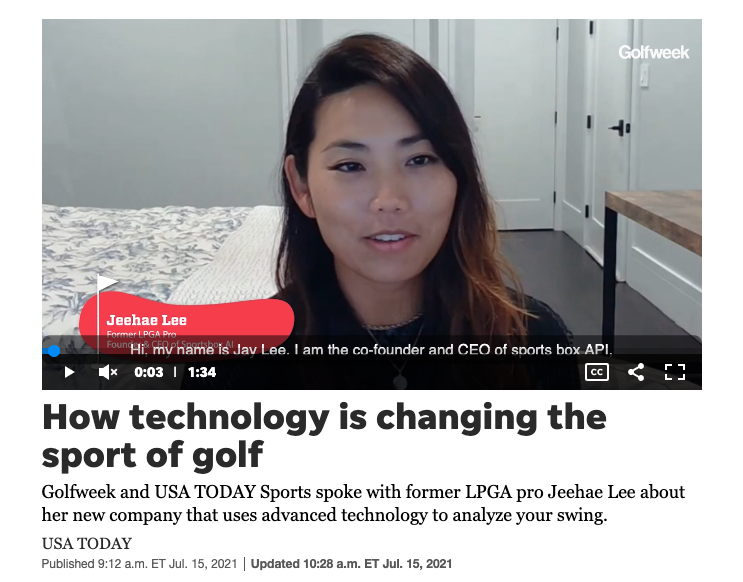 Golfweek
Jeehae Lee
Former LPGA Pro
Founder & CEO of Sportsbox AI
Hi, my name is Jay Lee. I am the co-founder and CEO of sports box API.
0:03 | 1:34
CC
How technology is changing the
sport of golf
Golfweek and USA TODAY Sports spoke with former LPGA pro Jeehae Lee about
her new company that uses advanced technology to analyze your swing.
USA TODAY
Published 9:12 a.m. ET Jul. 15, 2021 | Updated 10:28 a.m. ET Jul. 15, 2021